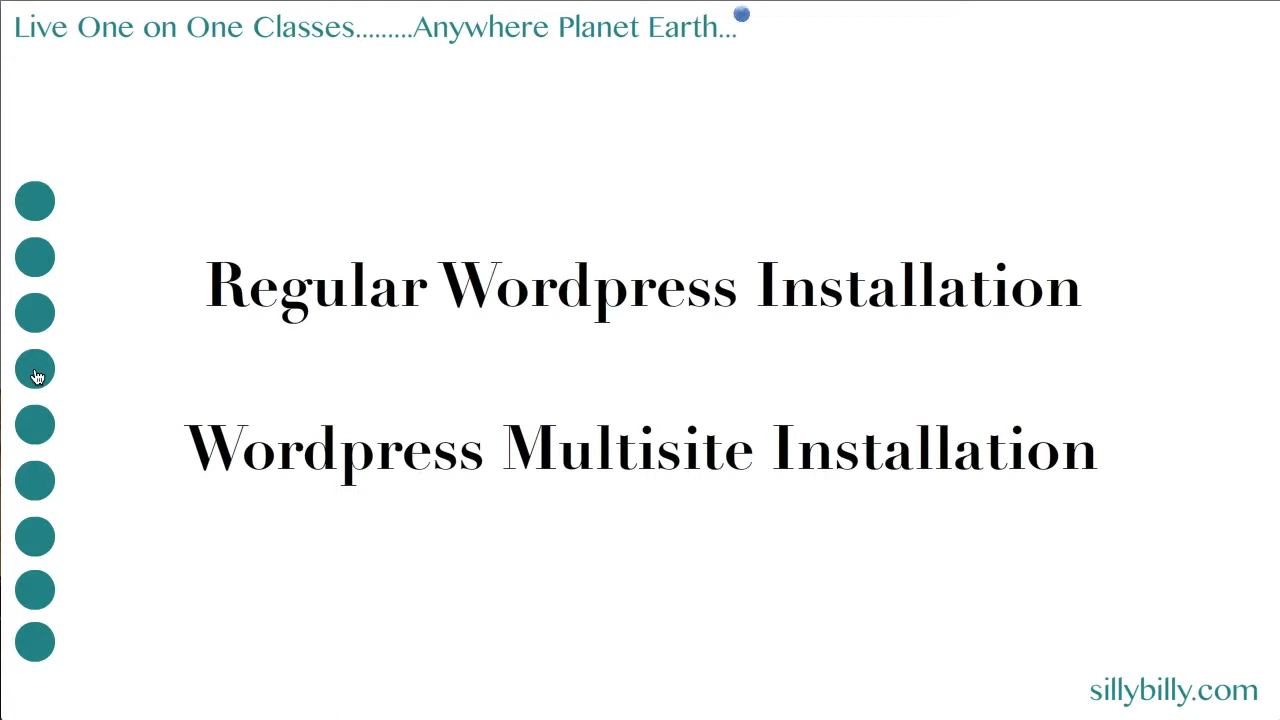 Live One on One Classes.........Anywhere Planet Earth...
Regular Wordpress Installation
Wordpress Multisite Installation
sillybilly.com